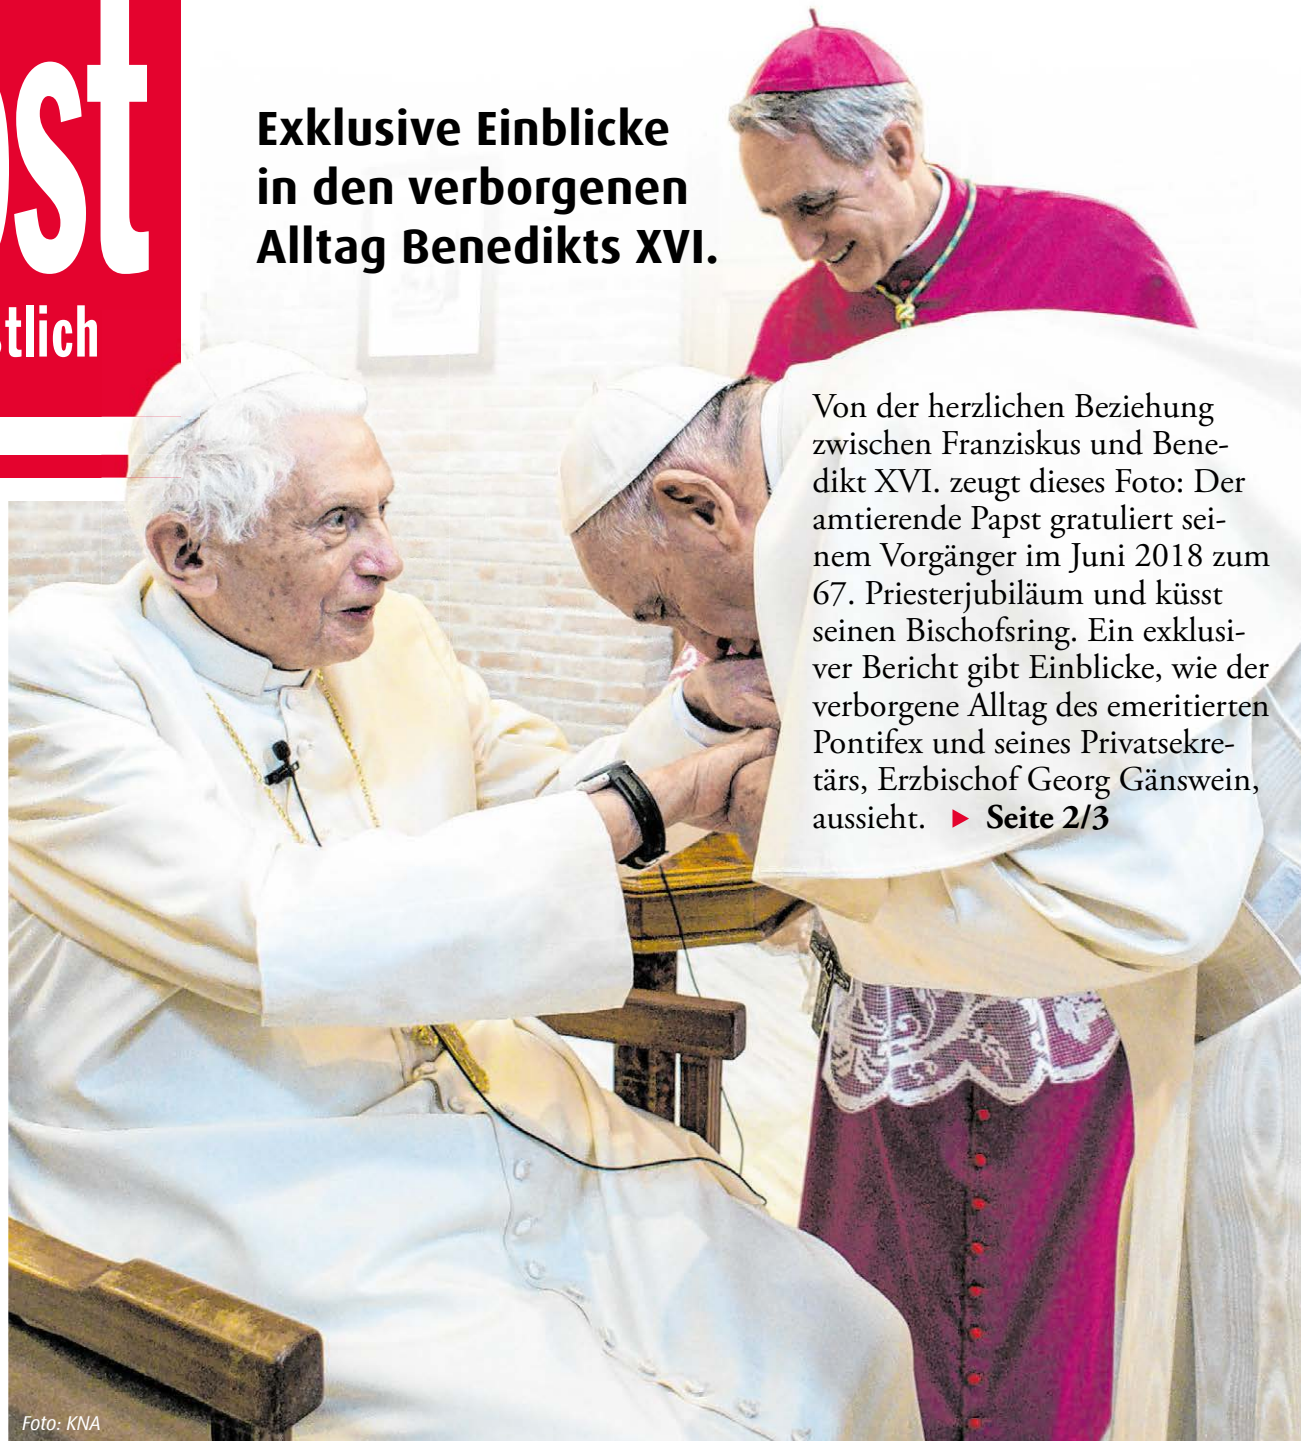 Exklusive Einblicke
in den verborgenen
Alltag Benedikts XVI.
Von der herzlichen Beziehung
zwischen Franziskus und Bene-
dikt XVI. zeugt dieses Foto: Der
amtierende Papst gratuliert sei-
nem Vorgänger im Juni 2018 zum
67. Priesterjubiläum und küsst
seinen Bischofsring. Ein exklusi-
ver Bericht gibt Einblicke, wie der
verborgene Alltag des emeritierten
Pontifex und seines Privatsekre-
tärs, Erzbischof Georg Gänswein,
aussieht. ▶ Seite 2/3
Foto: KNA